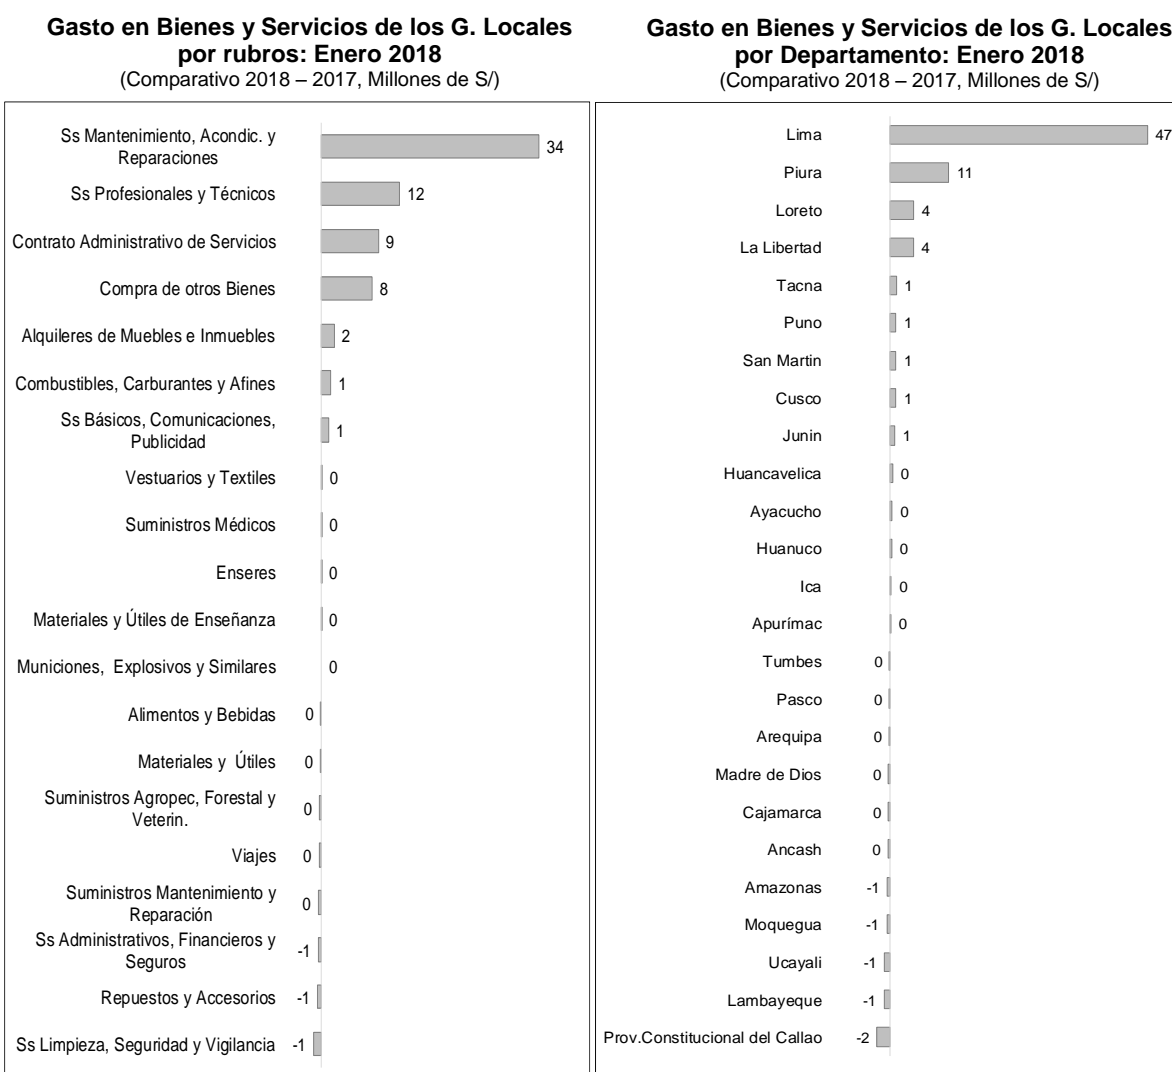 Gasto en Bienes y Servicios de los G. Locales
por rubros: Enero 2018
(Comparativo 2018 – 2017, Millones de S/)
Ss Mantenimiento, Acondic. y
Reparaciones
34
Ss Profesionales y Técnicos
12
Contrato Administrativo de Servicios
9
Compra de otros Bienes
8
Alquileres de Muebles e Inmuebles
2
Combustibles, Carburantes y Afines
1
Ss Básicos, Comunicaciones,
Publicidad
1
Vestuarios y Textiles
0
Suministros Médicos
0
Enseres
0
Materiales y Útiles de Enseñanza
0
Municiones, Explosivos y Similares
0
Alimentos y Bebidas
0
Materiales y Útiles
0
Suministros Agropec, Forestal y
Veterin.
0
Viajes
0
Suministros Mantenimiento y
Reparación
0
Ss Administrativos, Financieros y
Seguros
-1
Repuestos y Accesorios
-1
Ss Limpieza, Seguridad y Vigilancia
-1
Gasto en Bienes y Servicios de los G. Locales
por Departamento: Enero 2018
(Comparativo 2018 – 2017, Millones de S/)
Lima
47
Piura
11
Loreto
4
La Libertad
4
Tacna
1
Puno
1
San Martin
1
Cusco
1
Junin
1
Huancavelica
0
Ayacucho
0
Huanuco
0
Ica
0
Apurímac
0
Tumbes
0
Pasco
0
Arequipa
0
Madre de Dios
0
Cajamarca
0
Ancash
0
Amazonas
-1
Moquegua
-1
Ucayali
-1
Lambayeque
-1
Prov.Constitucional del Callao
-2